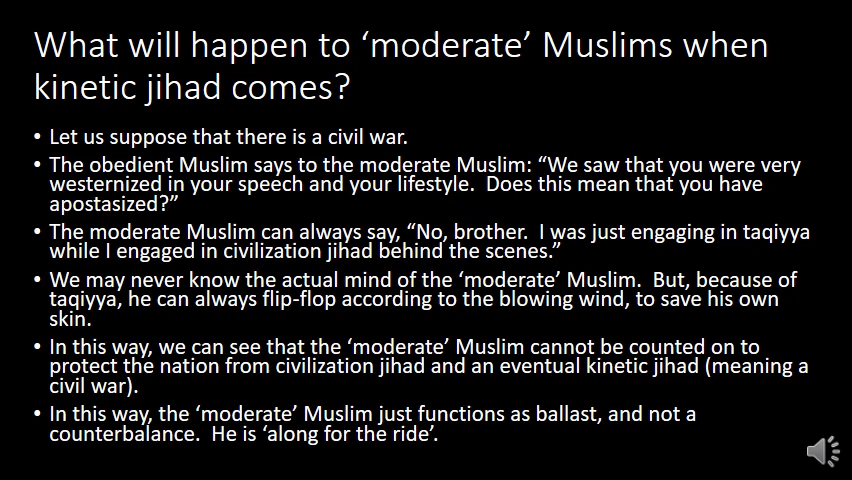 What will happen to ‘moderate’ Muslims when
kinetic jihad comes?
• Let us suppose that there is a civil war.
• The obedient Muslim says to the moderate Muslim: “We saw that you were very
westernized in your speech and your lifestyle.  Does this mean that you have
apostasized?”
• The moderate Muslim can always say, “No, brother.  I was just engaging in taqiyya
while I engaged in civilization jihad behind the scenes.”
• We may never know the actual mind of the ‘moderate’ Muslim.  But, because of
taqiyya, he can always flip-flop according to the blowing wind, to save his own
skin.
• In this way, we can see that the ‘moderate’ Muslim cannot be counted on to
protect the nation from civilization jihad and an eventual kinetic jihad (meaning a
civil war).
• In this way, the ‘moderate’ Muslim just functions as ballast, and not a
counterbalance.  He is ‘along for the ride’.